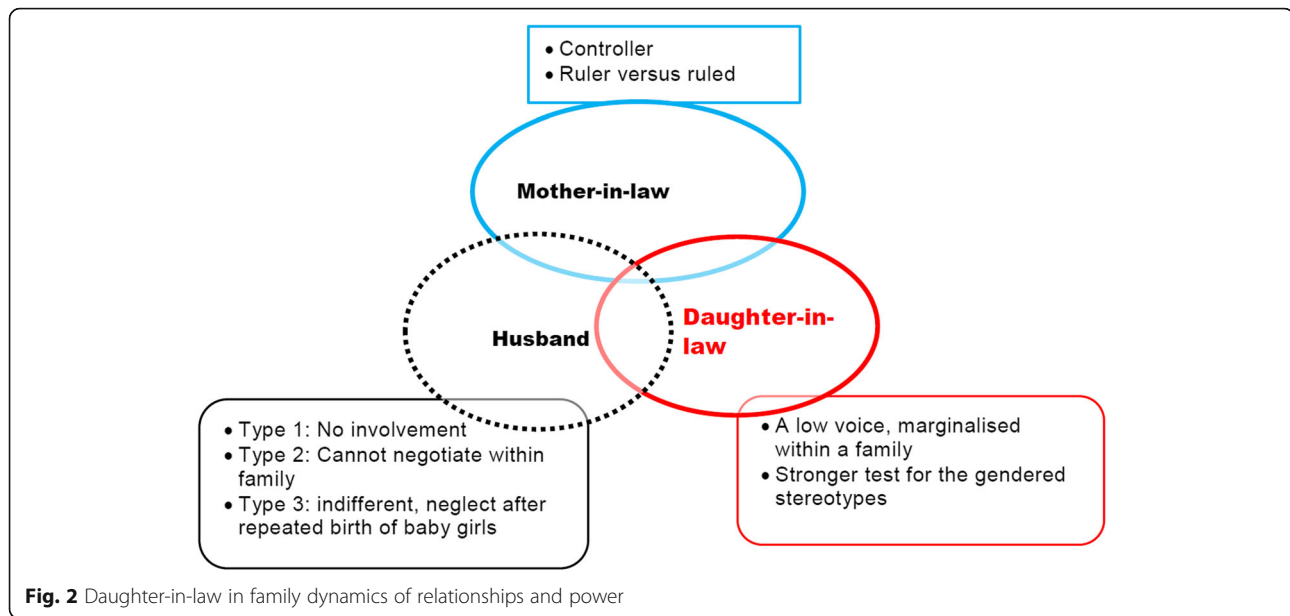 • Controller
• Ruler versus ruled
Mother-in-law
Husband
Daughter-in-
law
• Type 1: No involvement
• Type 2: Cannot negotiate within
family
• Type 3: indifferent, neglect after
repeated birth of baby girls
• A low voice, marginalised
within a family
• Stronger test for the gendered
stereotypes
Fig. 2 Daughter-in-law in family dynamics of relationships and power